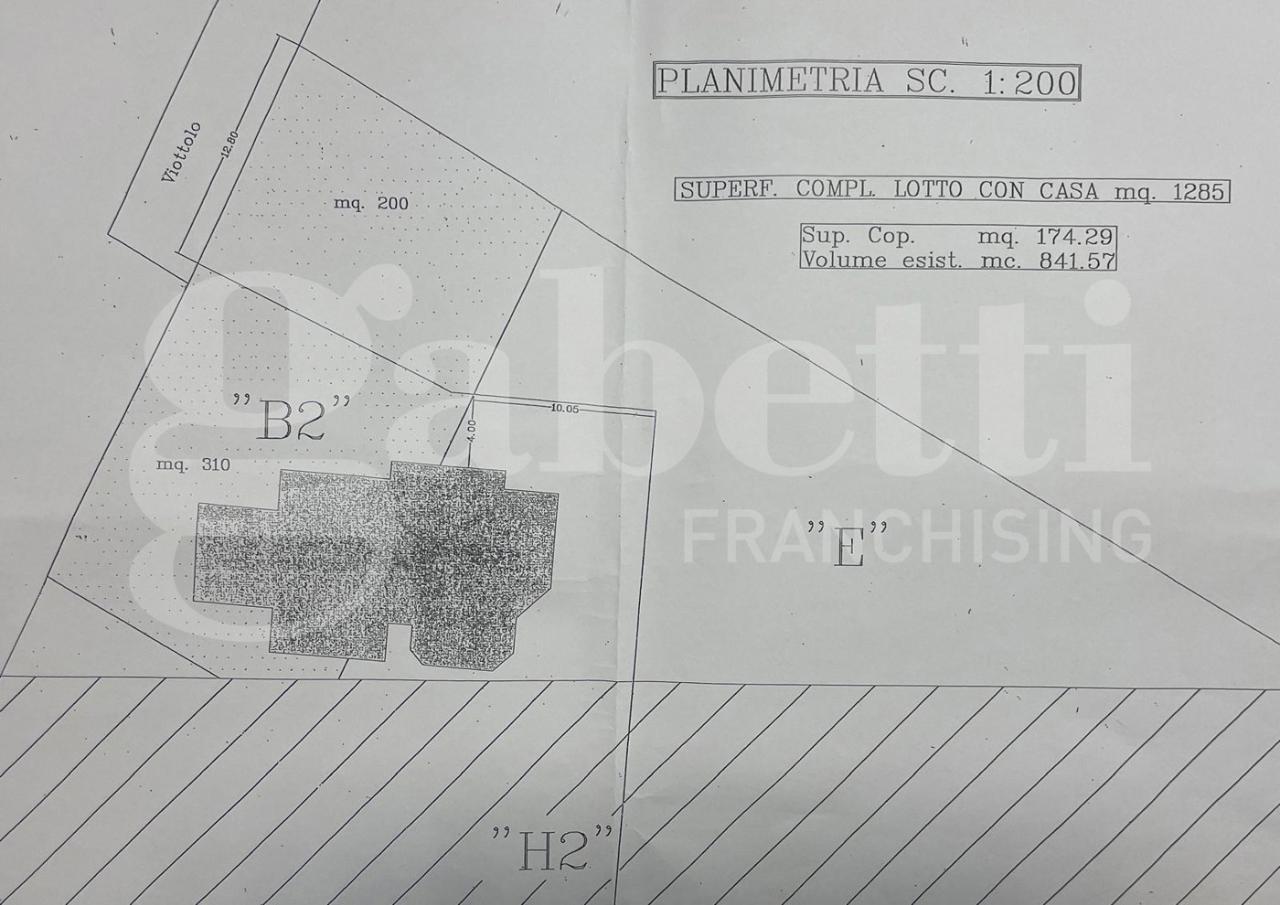 PLANIMETRIA SC. 1:200
Viottolo
12.80
SUPERF. COMPL. LOTTO CON CASA mq. 1285
mq. 200
Sup. Cop. mq. 174.29
Volume esist. mc. 841.57
gabetti
FRANCHISING
"B2"
10.05
4.00
mq. 310
"E"
"H2"